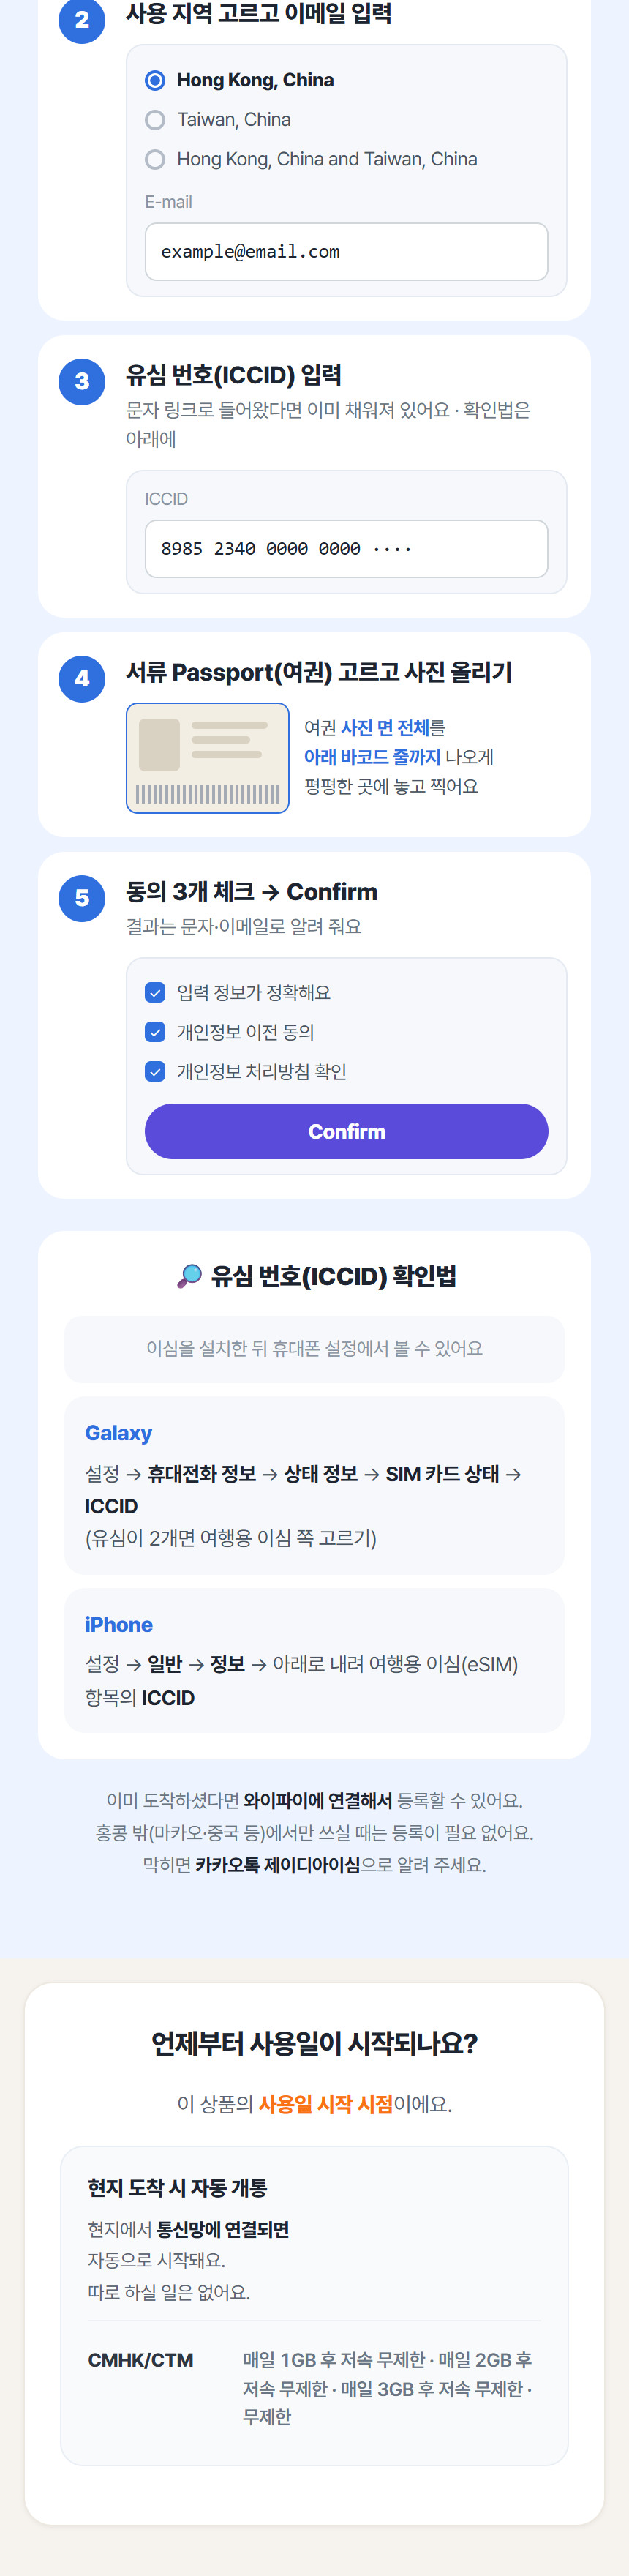 2
사용 지역 고르고 이메일 입력
Hong Kong, China
Taiwan, China
Hong Kong, China and Taiwan, China
E-mail
example@email.com
3
유심 번호(ICCID) 입력
문자 링크로 들어왔다면 이미 채워져 있어요 · 확인법은
아래에
ICCID
8985 2340 0000 0000 ····
4
서류 Passport(여권) 고르고 사진 올리기
여권 사진 면 전체를
아래 바코드 줄까지 나오게
평평한 곳에 놓고 찍어요
5
동의 3개 체크 → Confirm
결과는 문자·이메일로 알려 줘요
입력 정보가 정확해요
개인정보 이전 동의
개인정보 처리방침 확인
Confirm
유심 번호(ICCID) 확인법
이심을 설치한 뒤 휴대폰 설정에서 볼 수 있어요
Galaxy
설정 → 휴대전화 정보 → 상태 정보 → SIM 카드 상태 →
ICCID
(유심이 2개면 여행용 이심 쪽 고르기)
iPhone
설정 → 일반 → 정보 → 아래로 내려 여행용 이심(eSIM)
항목의 ICCID
이미 도착하셨다면 와이파이에 연결해서 등록할 수 있어요.
홍콩 밖(마카오·중국 등)에서만 쓰실 때는 등록이 필요 없어요.
막히면 카카오톡 제이디아이심으로 알려 주세요.
언제부터 사용일이 시작되나요?
이 상품의 사용일 시작 시점이에요.
현지 도착 시 자동 개통
현지에서 통신망에 연결되면
자동으로 시작돼요.
따로 하실 일은 없어요.
CMHK/CTM
매일 1GB 후 저속 무제한 · 매일 2GB 후
저속 무제한 · 매일 3GB 후 저속 무제한 ·
무제한